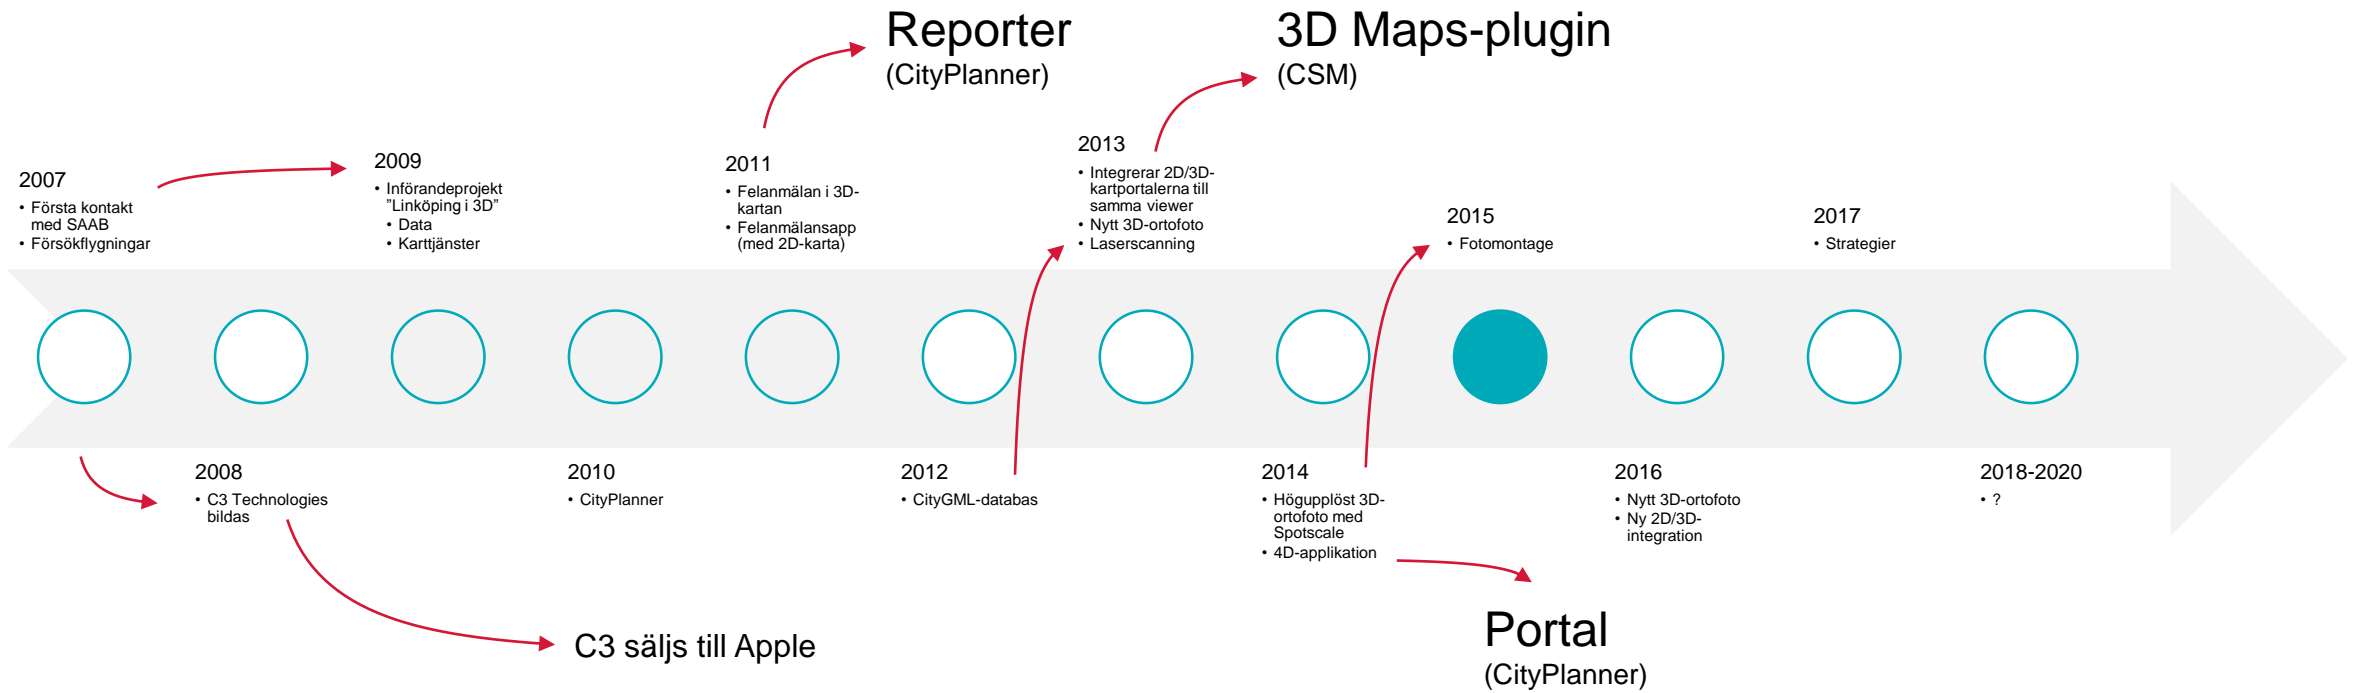 Reporter
(CityPlanner)
3D Maps-plugin
(CSM)
2007
• Första kontakt
med SAAB
• Försökflygningar
2009
• Införandeprojekt
”Linköping i 3D”
• Data
• Karttjänster
2011
• Felanmälan i 3D-
kartan
• Felanmälansapp
(med 2D-karta)
2013
• Integrerar 2D/3D-
kartportalerna till
samma viewer
• Nytt 3D-ortofoto
• Laserscanning
2015
• Fotomontage
2017
• Strategier
2008
• C3 Technologies
bildas
2010
• CityPlanner
2012
• CityGML-databas
2014
• Högupplöst 3D-
ortofoto med
Spotscale
• 4D-applikation
2016
• Nytt 3D-ortofoto
• Ny 2D/3D-
integration
2018-2020
• ?
C3 säljs till Apple
Portal
(CityPlanner)